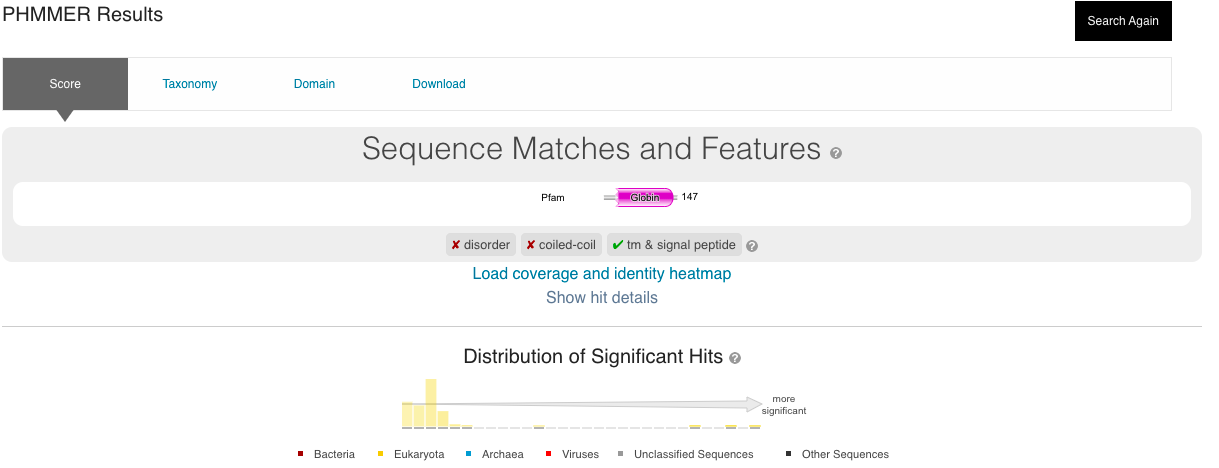 PHMMER Results
Search Again
Score Taxonomy Domain Download
Sequence Matches and Features ?
Pfam Globin 147
✘ disorder ✘ coiled-coil ✔ tm & signal peptide ?
Load coverage and identity heatmap
Show hit details
Distribution of Significant Hits ?
more
significant
Bacteria Eukaryota Archaea Viruses Unclassified Sequences Other Sequences